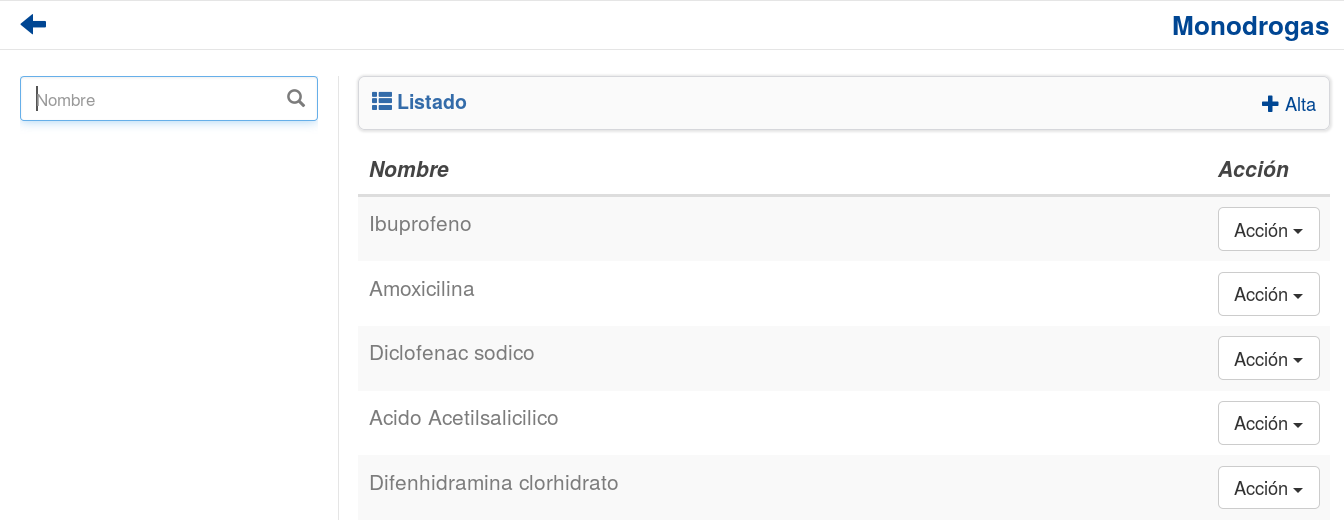 Monodrogas
Nombre
Listado
Alta
Nombre Acción
Ibuprofeno Acción
Amoxicilina Acción
Diclofenac sodico Acción
Acido Acetilsalicilico Acción
Difenhidramina clorhidrato Acción